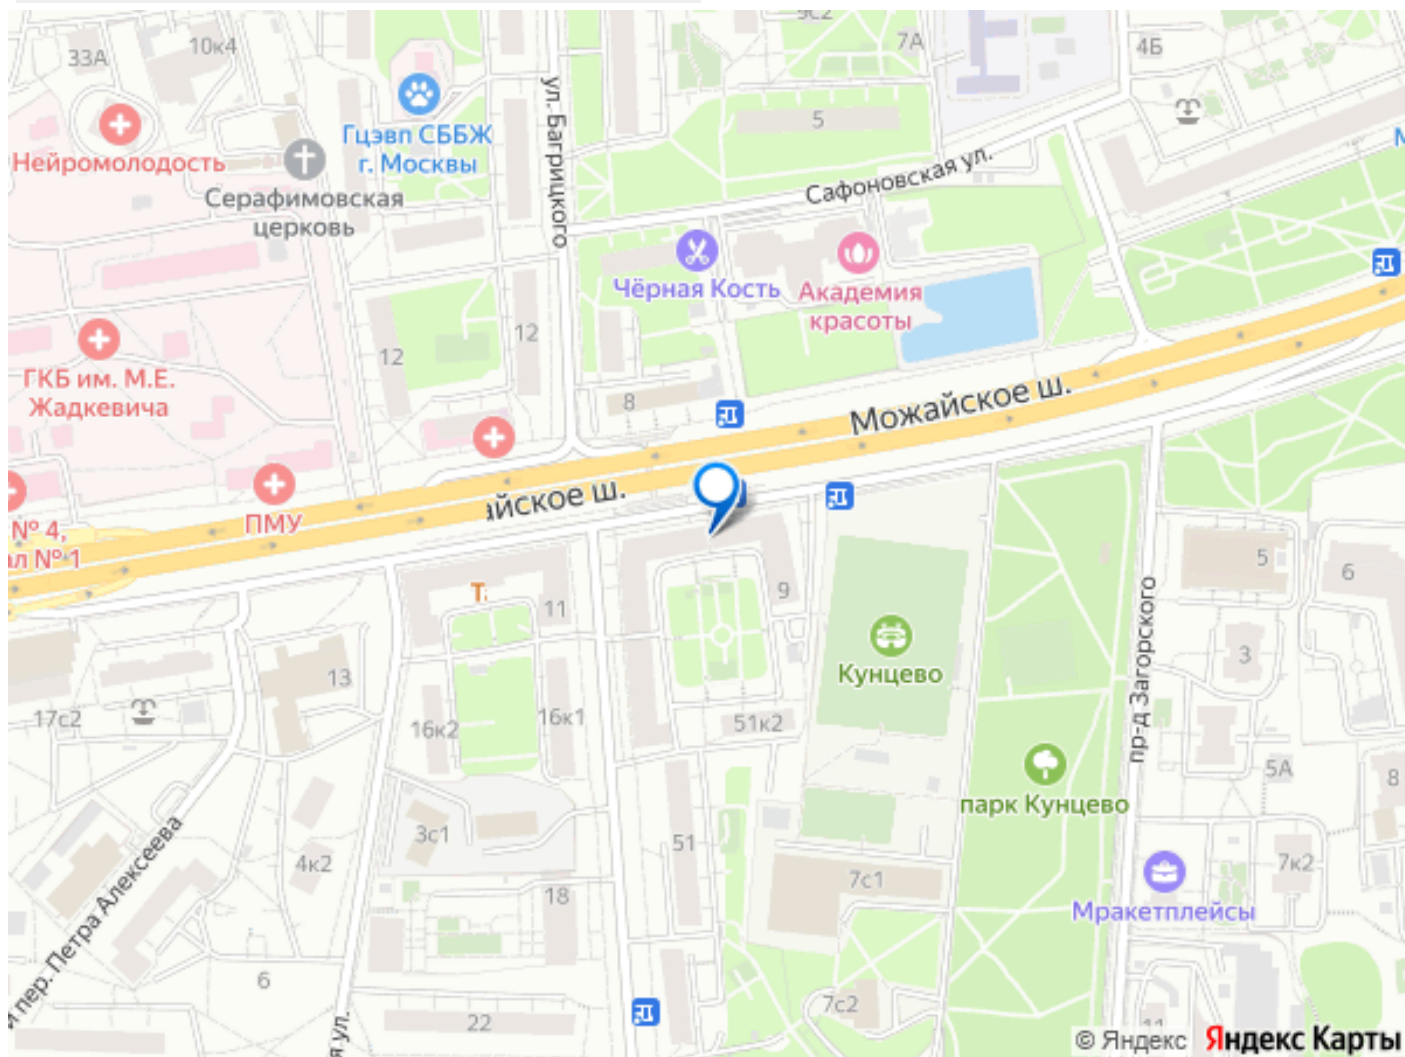 9с2
7А
4Б
33А
10к4
ул. Багрицкого
5
Гцэвп СББЖ
г. Москвы
Нейромолодость
Серафимовская
церковь
Сафоновская ул.
М
Чёрная Кость
Академия
красоты
12
12
8
ГКБ им. М.Е.
Жадкевича
Можайское ш.
айское ш.
ПМУ
№ 4,
ал № 1
Т.
11
9
5
6
3
13
Кунцево
пр-д Загорского
17с2
16к2
16к1
51к2
5А
8
парк Кунцево
3с1
4к2
51
7с1
7к2
18
Мракетплейсы
й пер. Петра Алексеева
6
22
7с2
11
я ул.
© Яндекс Яндекс Карты